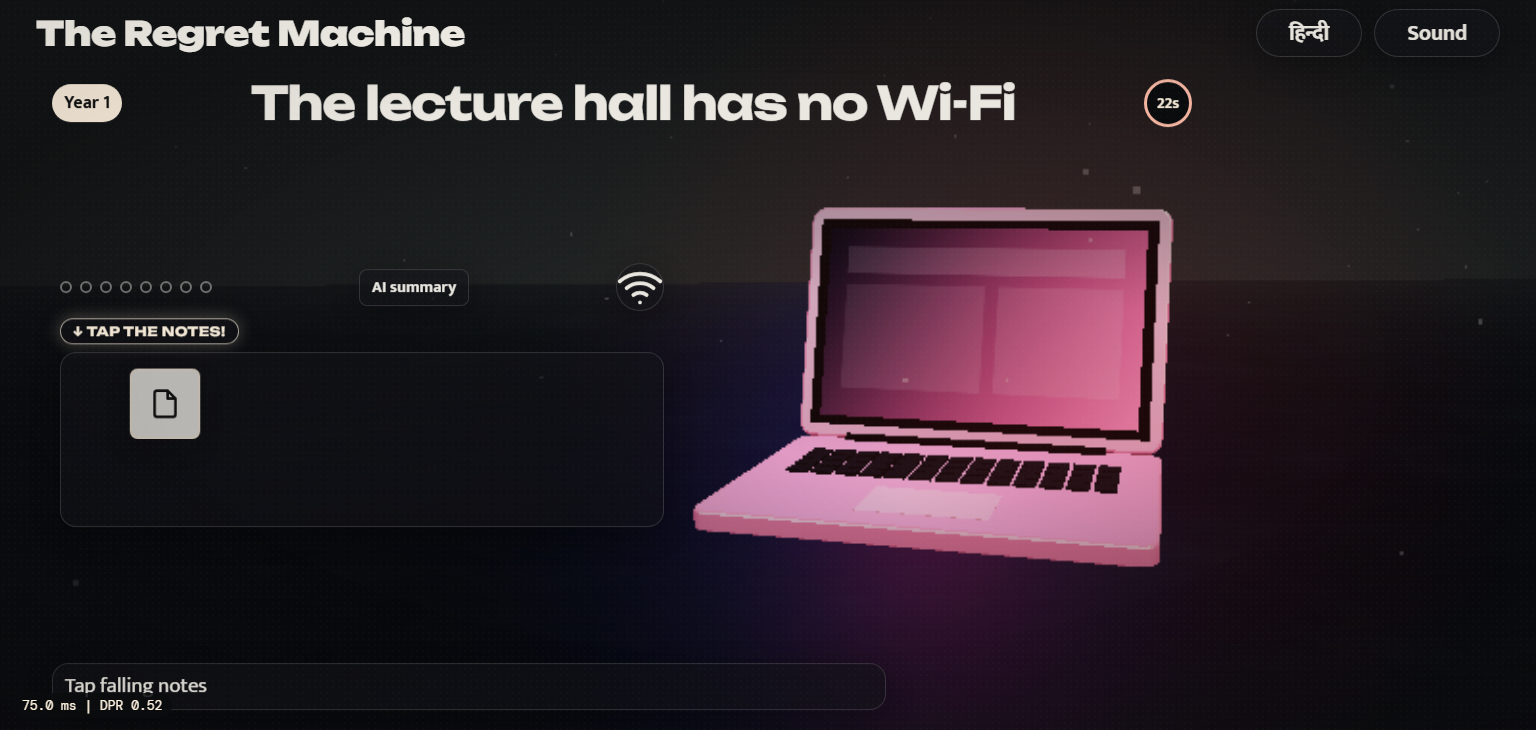 The Regret Machine
हिन्दी
Sound
Year 1
The lecture hall has no Wi-Fi
22s
AI summary
↓ TAP THE NOTES!
Tap falling notes
75.0 ms | DPR 0.52